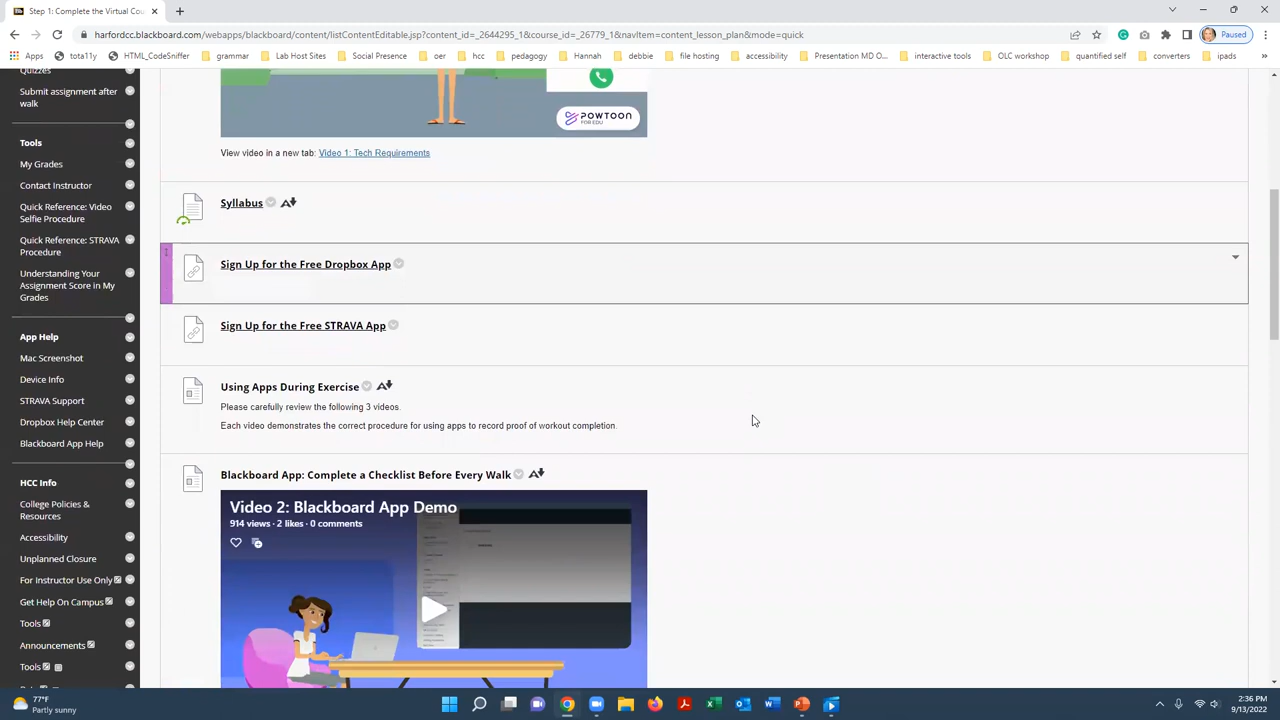 Step 1: Complete the Virtual Cou
harfordcc.blackboard.com/webapps/blackboard/content/listContentEditable.jsp?content_id=_2644295_1&course_id=_26779_1&navItem=content_lesson_plan&mode=quick
Paused
Apps tota11y HTML_CodeSniffer grammar Lab Host Sites Social Presence oer hcc pedagogy Hannah debbie file hosting accessibility Presentation MD O... interactive tools OLC workshop quantified self converters ipads
Quizzes
Submit assignment after
walk
Tools
My Grades
Contact Instructor
Quick Reference: Video
Selfie Procedure
Quick Reference: STRAVA
Procedure
Understanding Your
Assignment Score in My
Grades
App Help
Mac Screenshot
Device Info
STRAVA Support
Dropbox Help Center
Blackboard App Help
HCC Info
College Policies &
Resources
Accessibility
Unplanned Closure
For Instructor Use Only
Get Help On Campus
Tools
Announcements
Tools
POWTOON
FOR EDU
View video in a new tab: Video 1: Tech Requirements
Syllabus
Sign Up for the Free Dropbox App
Sign Up for the Free STRAVA App
Using Apps During Exercise
Please carefully review the following 3 videos.
Each video demonstrates the correct procedure for using apps to record proof of workout completion.
Blackboard App: Complete a Checklist Before Every Walk
Video 2: Blackboard App Demo
914 views · 2 likes · 0 comments
77°F
Partly sunny
2:36 PM
9/13/2022